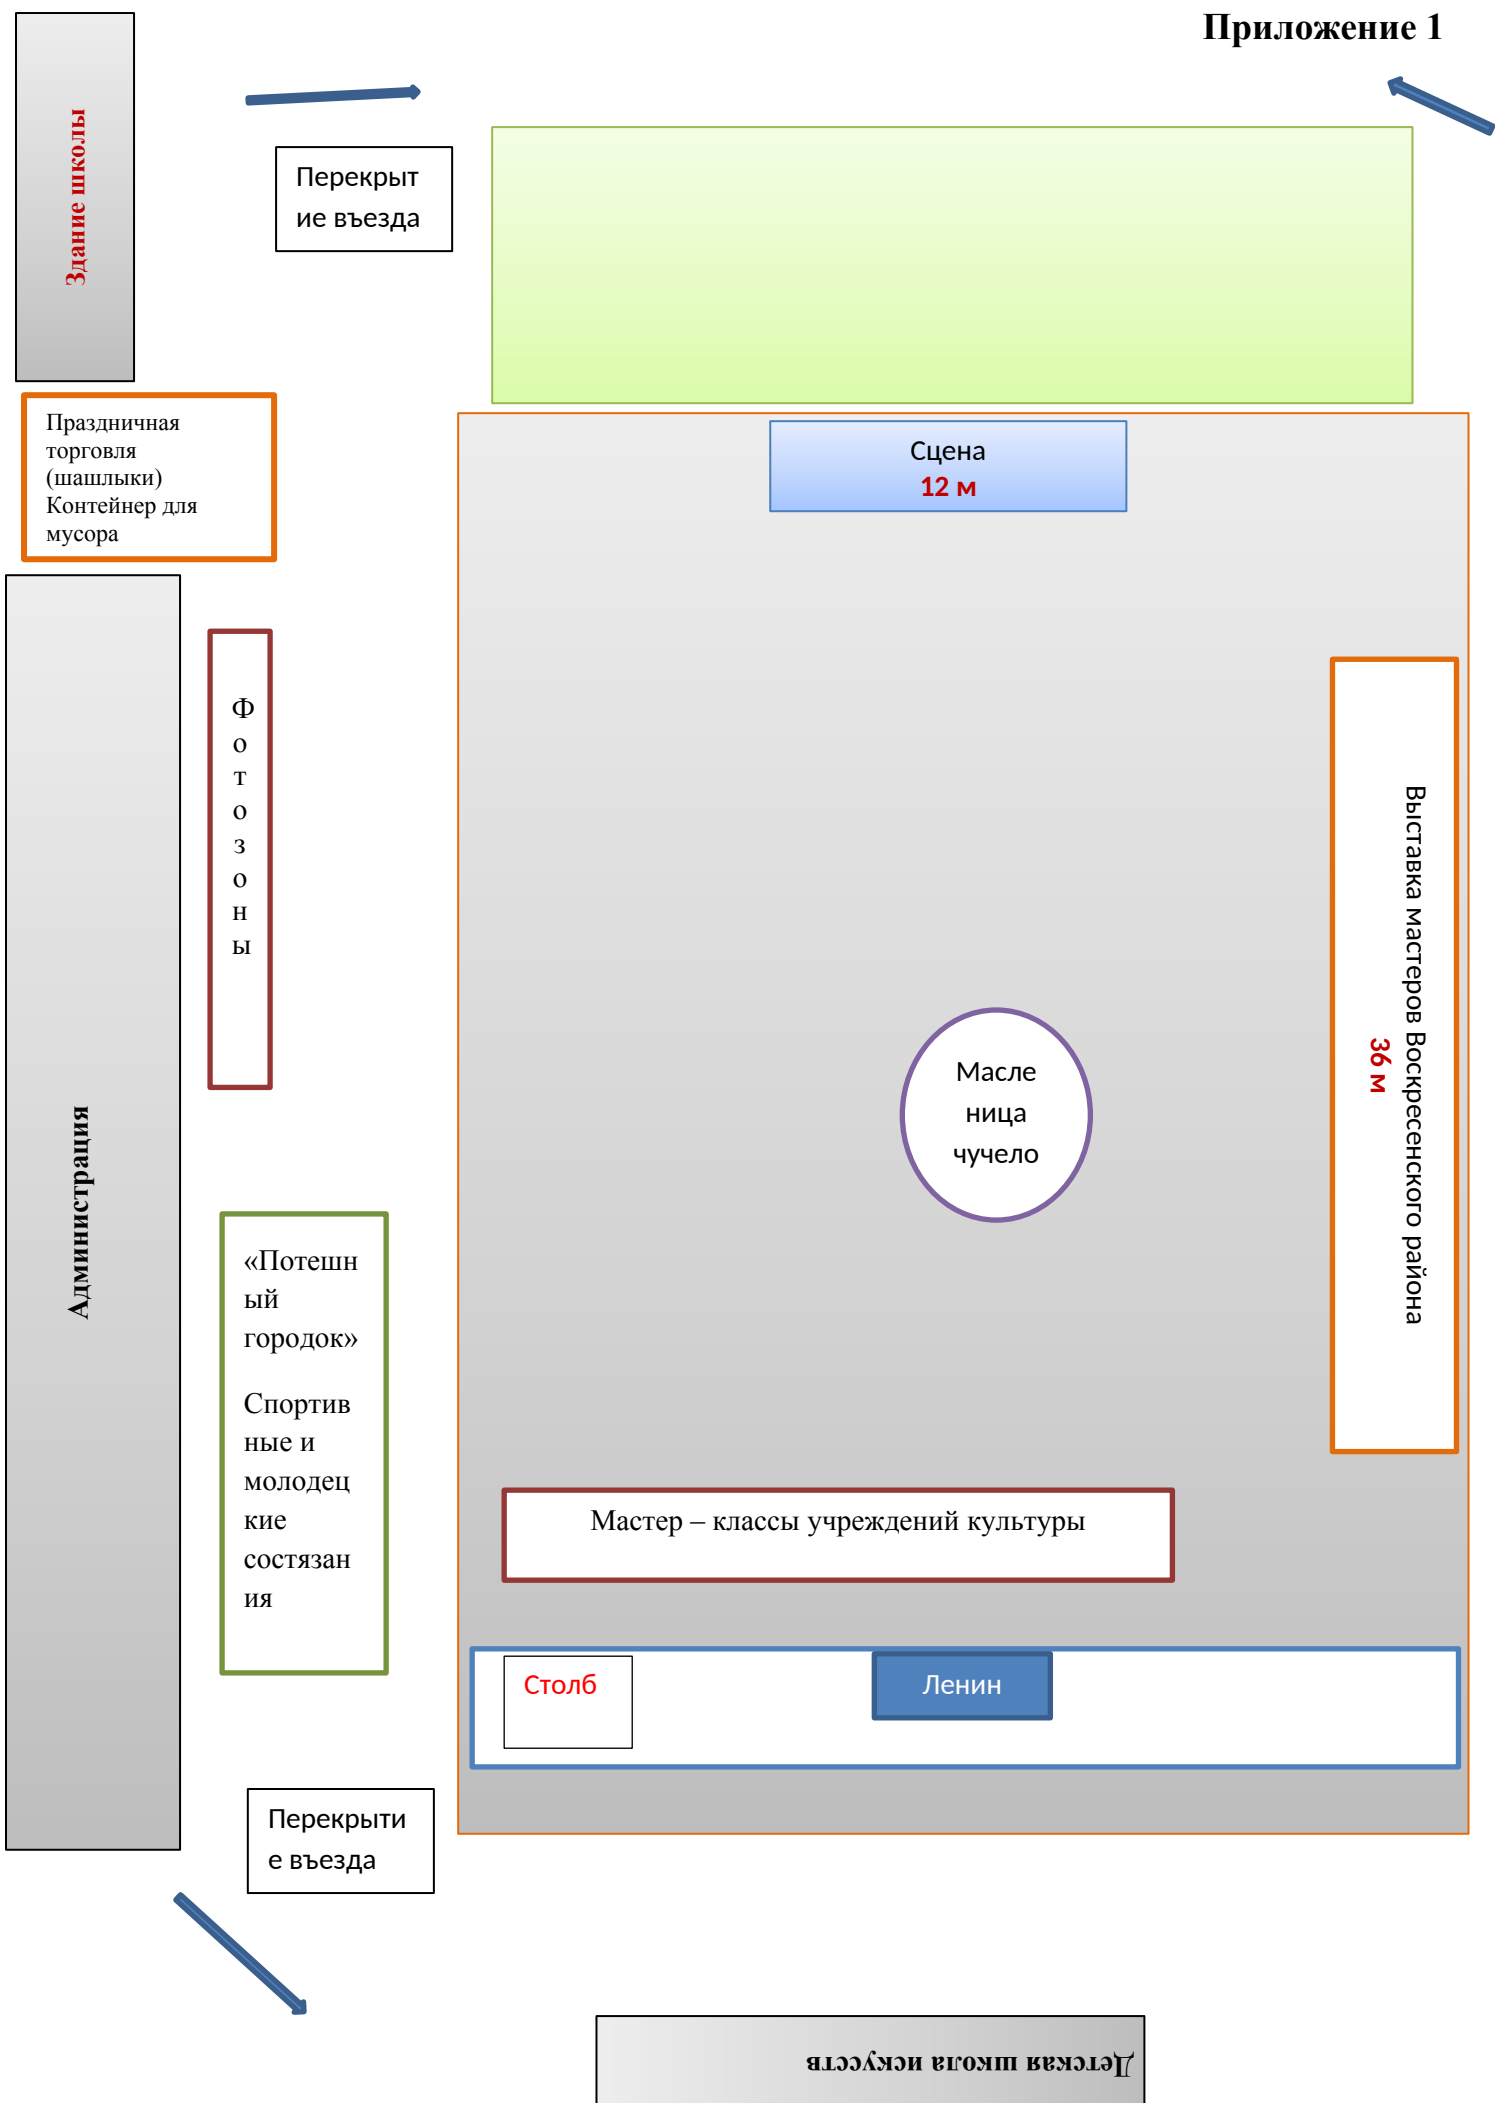 Приложение 1
Здание школы
Перекрыт
ие въезда
Праздничная
торговля
(шашлыки)
Контейнер для
мусора
Сцена
12 м
Ф
о
т
о
з
о
н
ы
Выставка мастеров Воскресенского района
36 м
Масле
ница
чучело
Администрация
«Потешн
ый
городок»
Спортив
ные и
молодец
кие
состязан
ия
Мастер – классы учреждений культуры
Столб
Ленин
Перекрыти
е въезда
Детская школа искусств